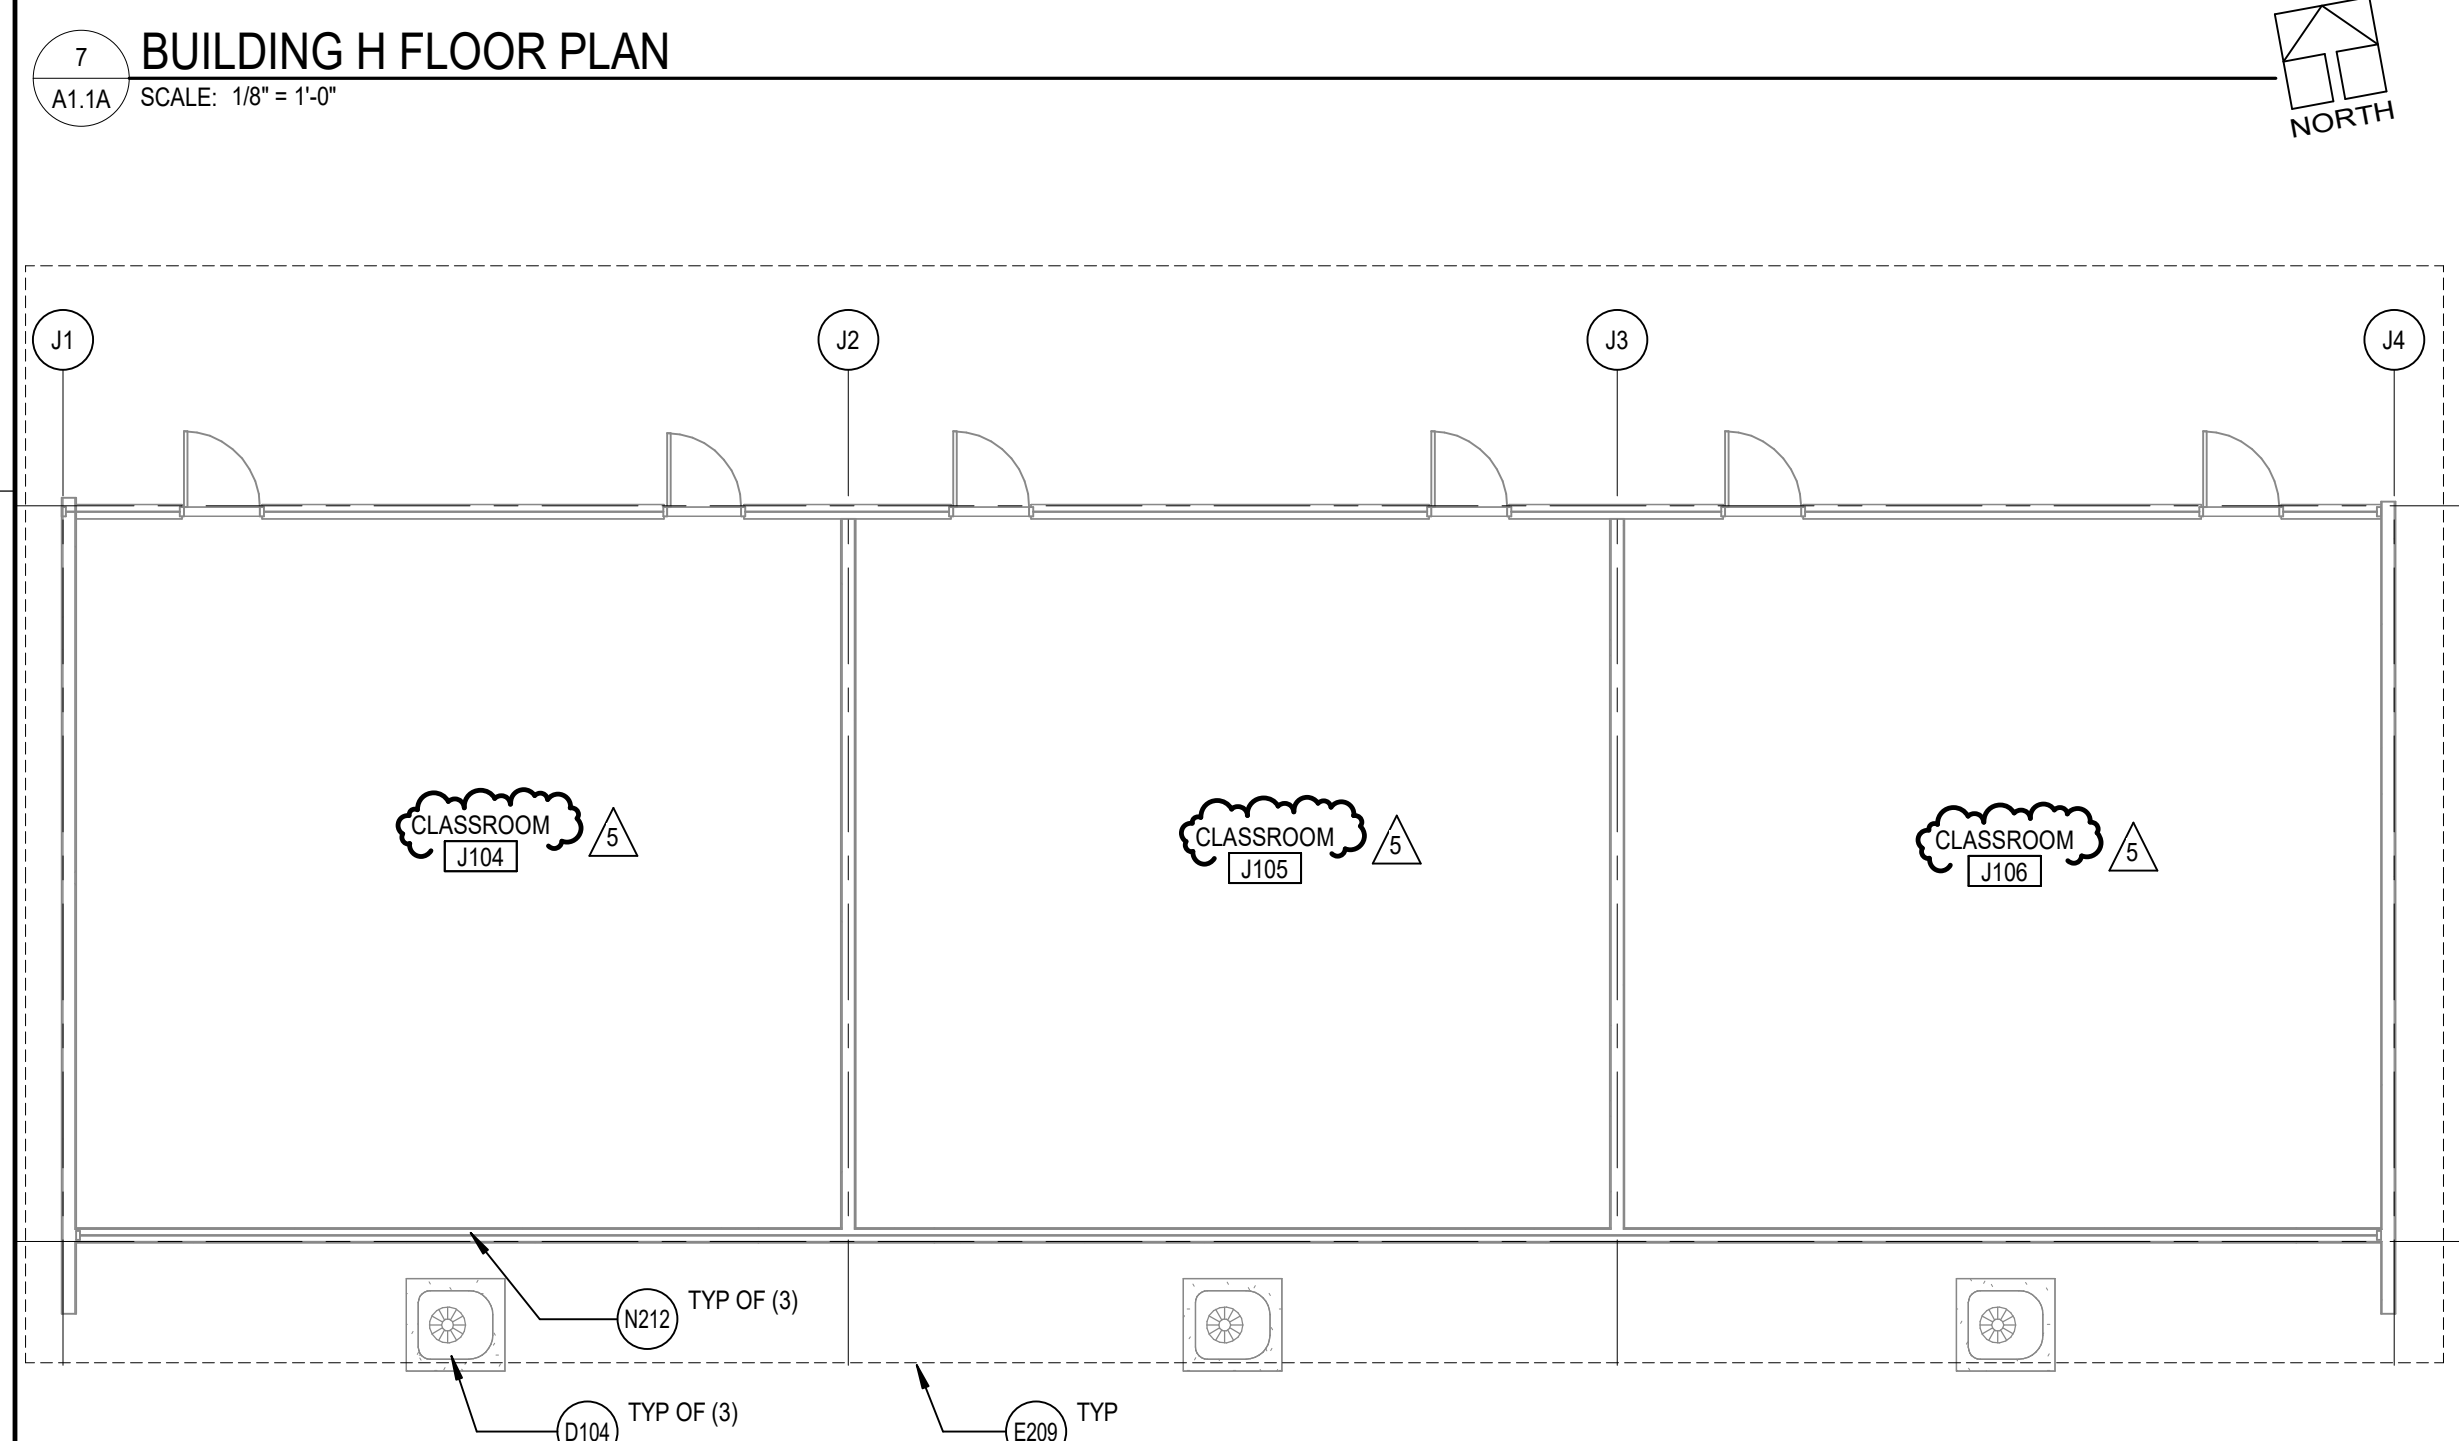 7
A1.1A
BUILDING H FLOOR PLAN
SCALE: 1/8" = 1'-0"
NORTH
J1
J2
J3
J4
CLASSROOM
J104
5
CLASSROOM
J105
5
CLASSROOM
J106
5
N212
TYP OF (3)
D104
TYP OF (3)
E209
TYP